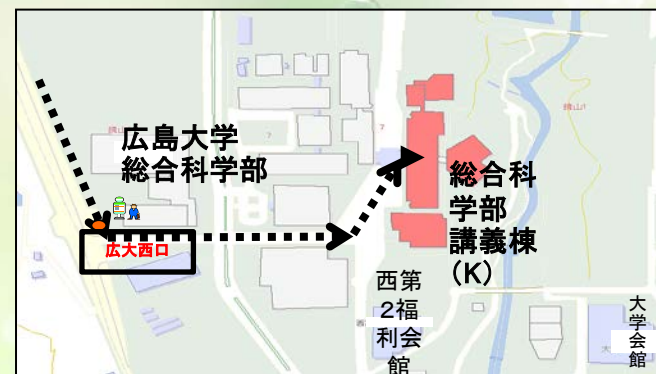 広島大学
総合科学部
広大西口
総合科
学部
講義棟
(K)
西第
2福
利会
館
大学会館